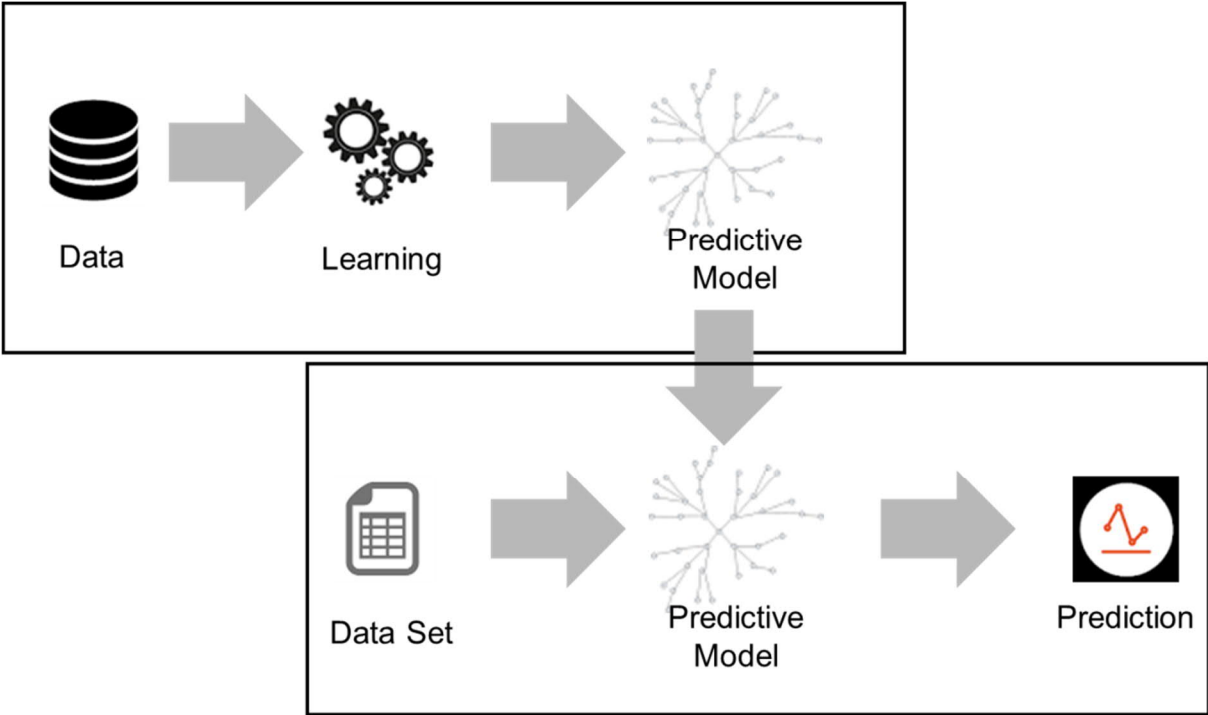 Data
Learning
Predictive
Model
Data Set
Predictive
Model
Prediction